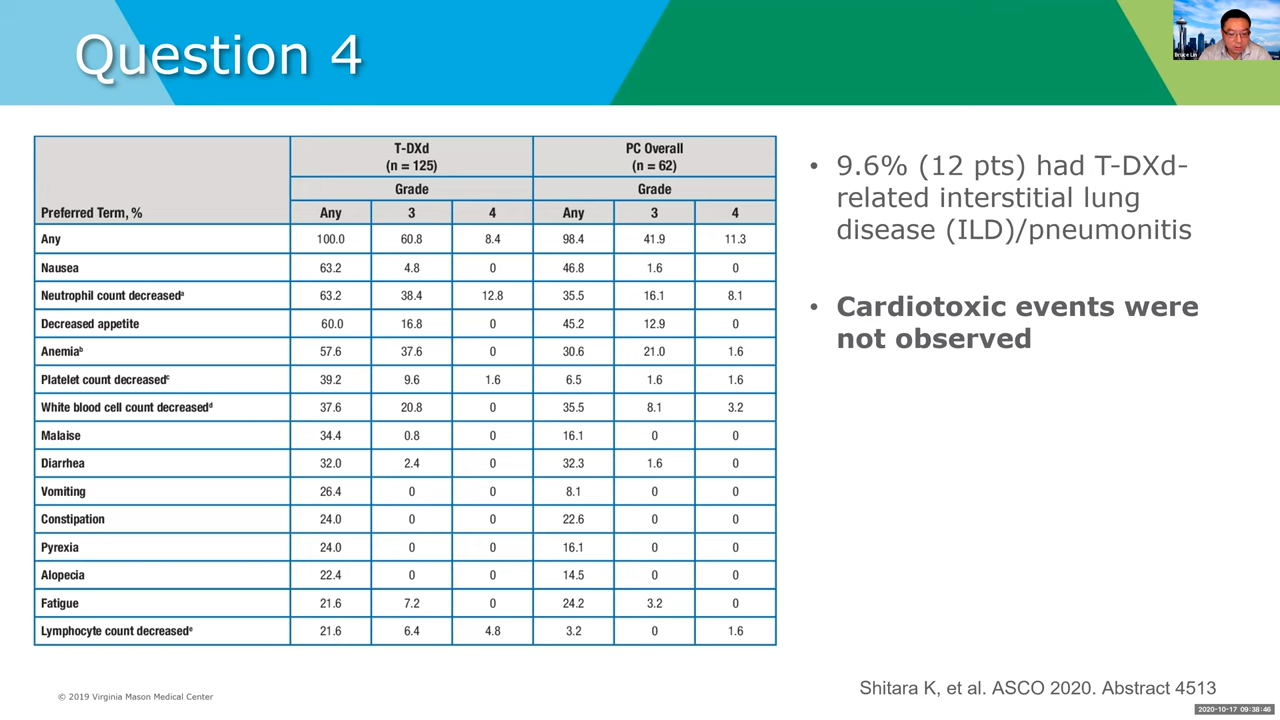 Question 4
Bruce Lin
T-DXd
(n = 125)
PC Overall
(n = 62)
Grade
Grade
Preferred Term, %
Any
3
4
Any
3
4
Any 100.0 60.8 8.4 98.4 41.9 11.3
Nausea 63.2 4.8 0 46.8 1.6 0
Neutrophil count decreasedᵃ 63.2 38.4 12.8 35.5 16.1 8.1
Decreased appetite 60.0 16.8 0 45.2 12.9 0
Anemiaᵇ 57.6 37.6 0 30.6 21.0 1.6
Platelet count decreasedᶜ 39.2 9.6 1.6 6.5 1.6 1.6
White blood cell count decreasedᵈ 37.6 20.8 0 35.5 8.1 3.2
Malaise 34.4 0.8 0 16.1 0 0
Diarrhea 32.0 2.4 0 32.3 1.6 0
Vomiting 26.4 0 0 8.1 0 0
Constipation 24.0 0 0 22.6 0 0
Pyrexia 24.0 0 0 16.1 0 0
Alopecia 22.4 0 0 14.5 0 0
Fatigue 21.6 7.2 0 24.2 3.2 0
Lymphocyte count decreasedᵉ 21.6 6.4 4.8 3.2 0 1.6
• 9.6% (12 pts) had T-DXd-
related interstitial lung
disease (ILD)/pneumonitis
• Cardiotoxic events were
not observed
© 2019 Virginia Mason Medical Center
Shitara K, et al. ASCO 2020. Abstract 4513
2020-10-17 09:38:46